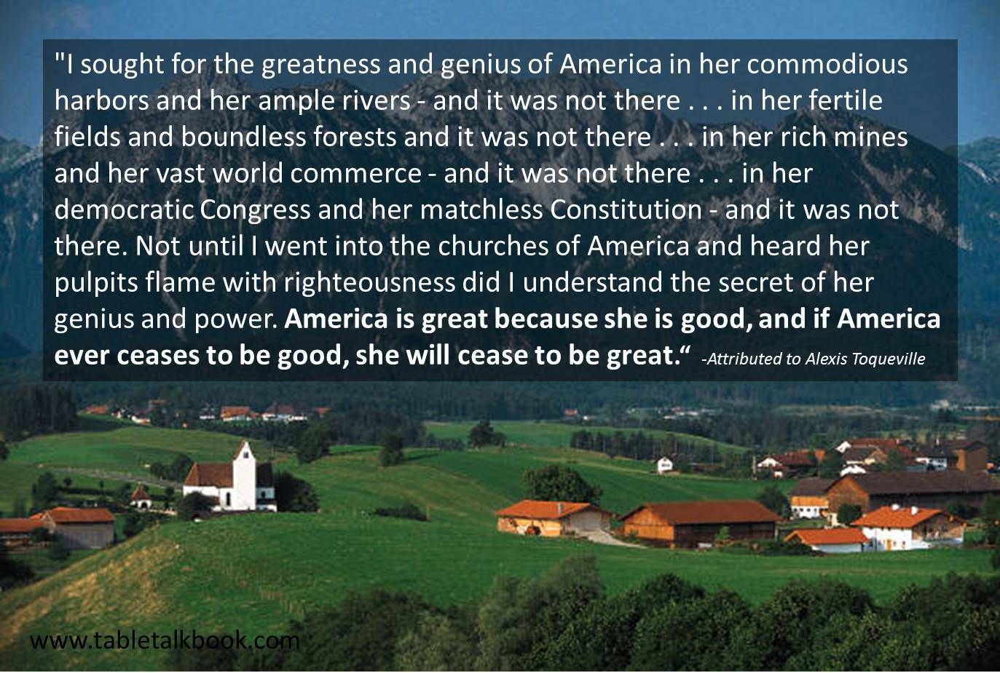 "I sought for the greatness and genius of America in her commodious
harbors and her ample rivers - and it was not there . . . in her fertile
fields and boundless forests and it was not there . . . in her rich mines
and her vast world commerce - and it was not there . . . in her
democratic Congress and her matchless Constitution - and it was not
there. Not until I went into the churches of America and heard her
pulpits flame with righteousness did I understand the secret of her
genius and power. America is great because she is good, and if America
ever ceases to be good, she will cease to be great.“ -Attributed to Alexis Toqueville
www.tabletalkbook.com